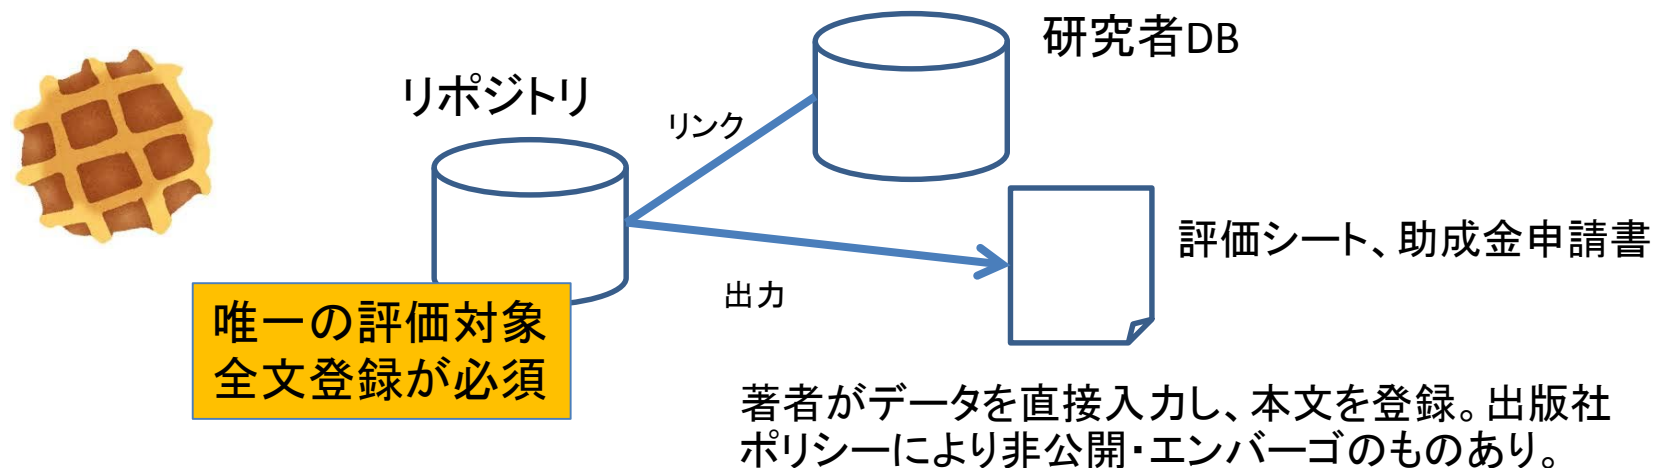 研究者DB
リポジトリ
リンク
評価シート、助成金申請書
出力
唯一の評価対象
全文登録が必須
著者がデータを直接入力し、本文を登録。出版社
ポリシーにより非公開・エンバーゴのものあり。